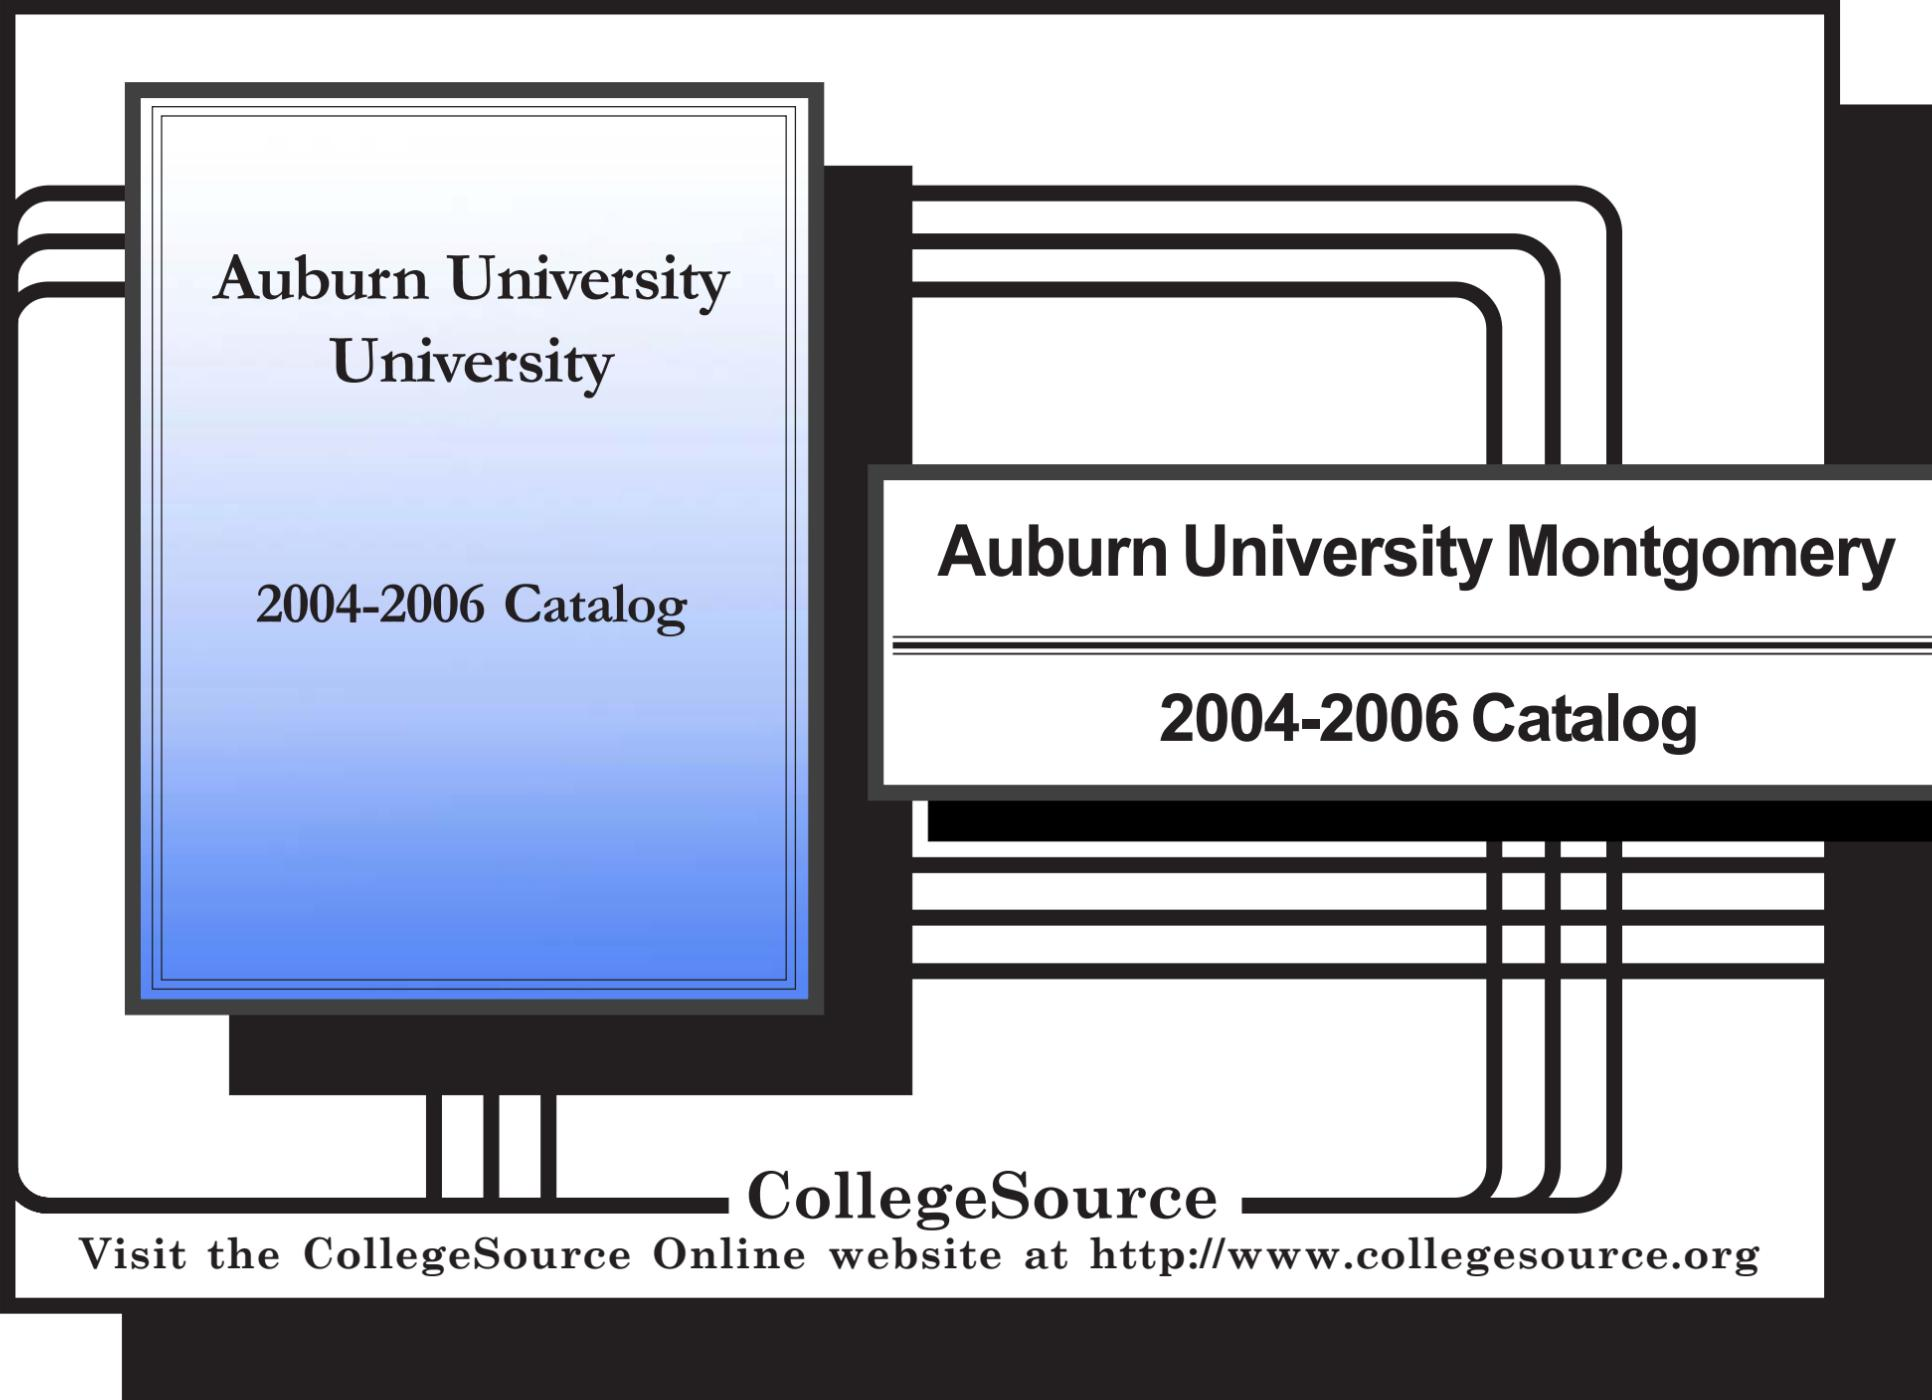 Auburn University
University
2004-2006 Catalog
Auburn University Montgomery
2004-2006 Catalog
CollegeSource
Visit the CollegeSource Online website at http://www.collegesource.org